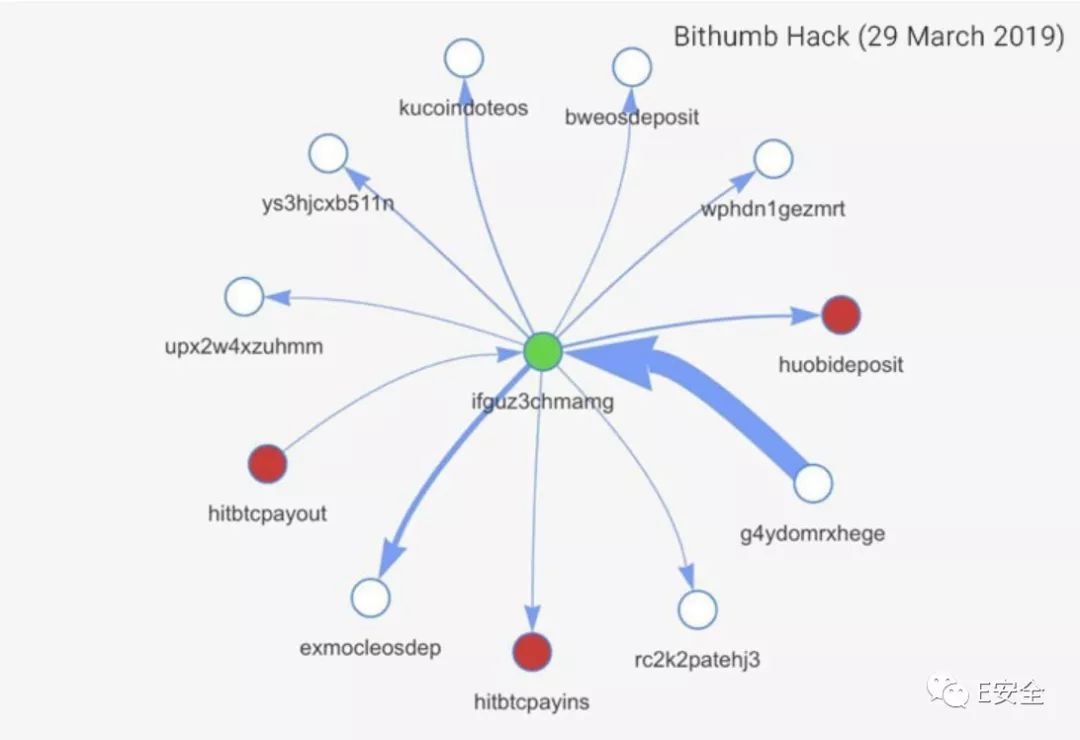 Bithumb Hack (29 March 2019)
kucoindoteos
bweosdeposit
ys3hjcxb511n
wphdn1gezmrt
upx2w4xzuhmm
huobideposit
ifguz3chmamg
hitbtcpayout
g4ydomrxhege
exmocleosdep
rc2k2patehj3
hitbtcpayins
E安全